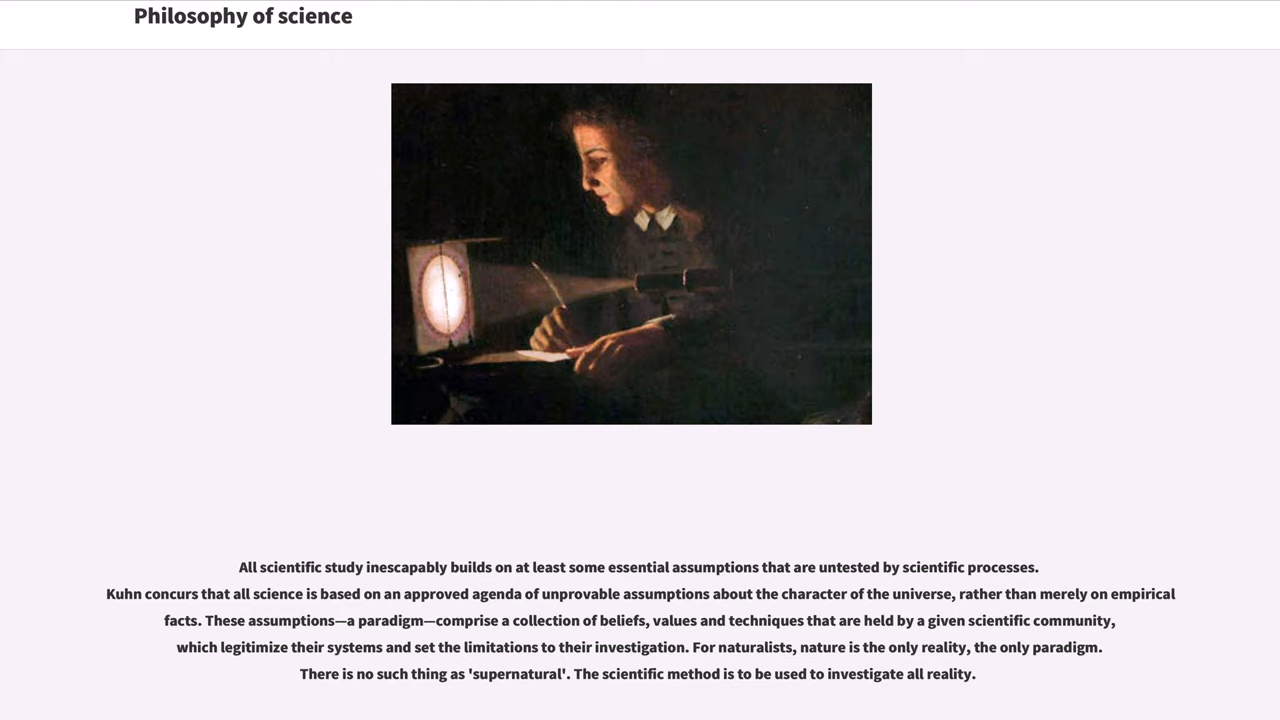 Philosophy of science
All scientific study inescapably builds on at least some essential assumptions that are untested by scientific processes.
Kuhn concurs that all science is based on an approved agenda of unprovable assumptions about the character of the universe, rather than merely on empirical
facts. These assumptions—a paradigm—comprise a collection of beliefs, values and techniques that are held by a given scientific community,
which legitimize their systems and set the limitations to their investigation. For naturalists, nature is the only reality, the only paradigm.
There is no such thing as 'supernatural'. The scientific method is to be used to investigate all reality.